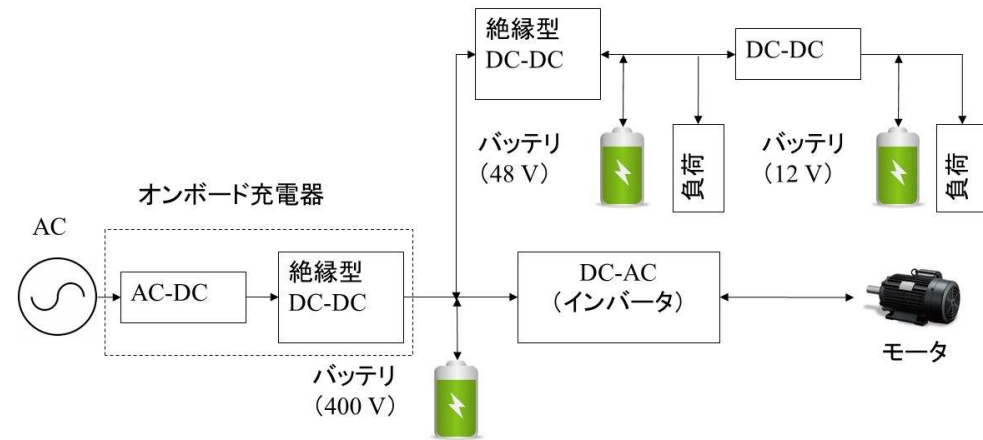 絶縁型
DC-DC
DC-DC
バッテリ
(48 V)
負荷
バッテリ
(12 V)
負荷
オンボード充電器
AC
AC-DC
絶縁型
DC-DC
DC-AC
(インバータ)
モータ
バッテリ
(400 V)